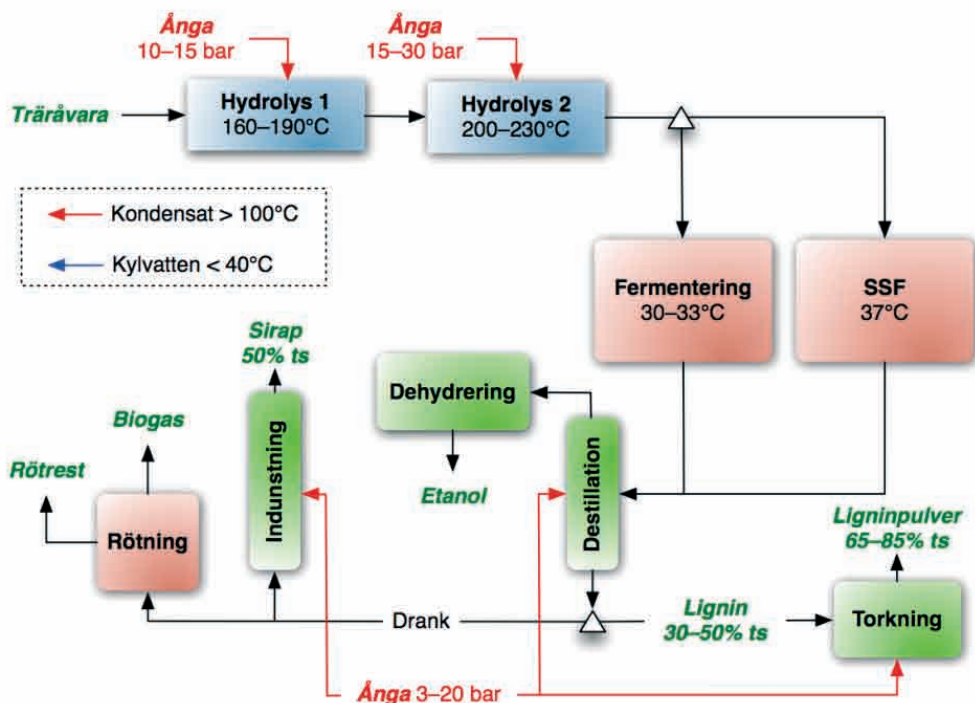 Ånga
10–15 bar
Ånga
15–30 bar
Träråvara
Hydrolys 1
160–190°C
Hydrolys 2
200–230°C
Kondensat > 100°C
Kylvatten < 40°C
Fermentering
30–33°C
SSF
37°C
Sirap
50% ts
Dehydrering
Biogas
Indunstning
Destillation
Rötrest
Etanol
Ligninpulver
65–85% ts
Rötning
Drank
Lignin
30–50% ts
Torkning
Ånga 3–20 bar